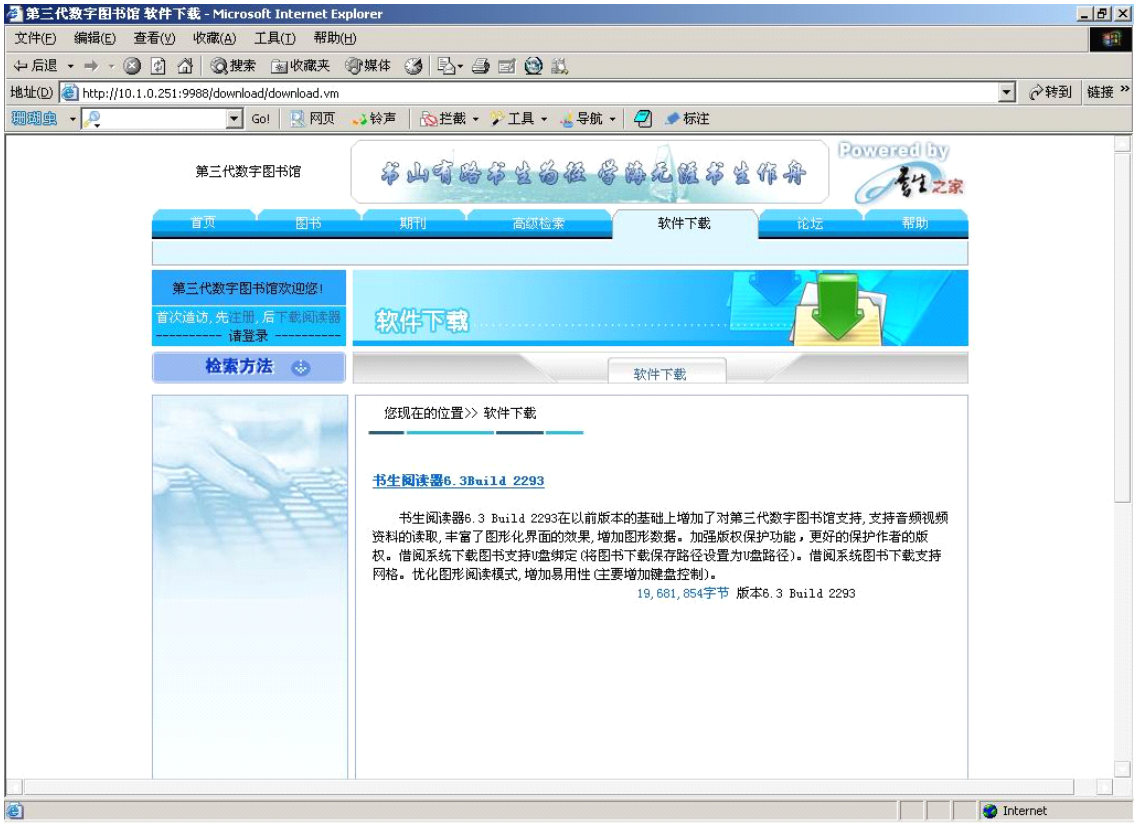 第三代数字图书馆 软件下载 - Microsoft Internet Explorer
文件(F) 编辑(E) 查看(V) 收藏(A) 工具(T) 帮助(H)
后退 搜索 收藏夹 媒体
地址(D) http://10.1.0.251:9988/download/download.vm 转到 链接 »
珊瑚虫 Go! 网页 铃声 拦截 工具 导航 标注
第三代数字图书馆 书山有路书生为径 学海无涯书生作舟 Powered by
书生之家
首页 图书 期刊 高级检索 软件下载 论坛 帮助
第三代数字图书馆欢迎您!
首次造访,先注册,后下载阅读器
---------- 请登录 ----------
软件下载
检索方法
软件下载
您现在的位置>> 软件下载
书生阅读器6.3Build 2293
书生阅读器6.3 Build 2293在以前版本的基础上增加了对第三代数字图书馆支持,支持音频视频
资料的读取,丰富了图形化界面的效果,增加图形数据。加强版权保护功能，更好的保护作者的版
权。借阅系统下载图书支持U盘绑定(将图书下载保存路径设置为U盘路径)。借阅系统图书下载支持
网格。优化图形阅读模式,增加易用性(主要增加键盘控制)。
19,681,854字节 版本6.3 Build 2293
Internet